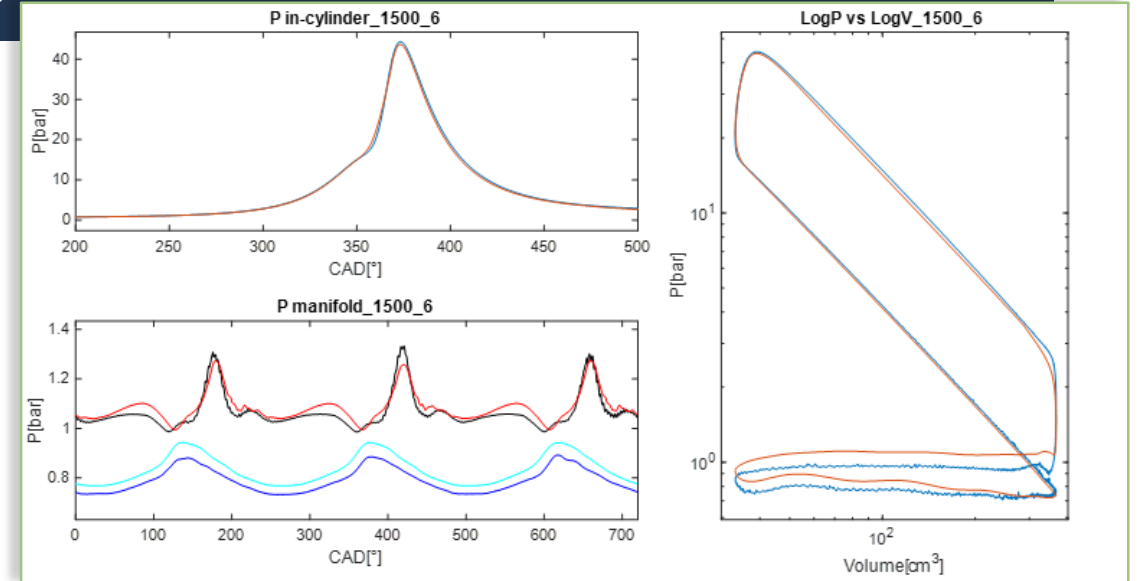 P in-cylinder_1500_6
40
30
20
10
0
P[bar]
200 250 300 350 400 450 500
CAD[°]
P manifold_1500_6
1.4
1.2
1
0.8
P[bar]
0 100 200 300 400 500 600 700
CAD[°]
LogP vs LogV_1500_6
10¹
10⁰
P[bar]
10²
Volume[cm³]